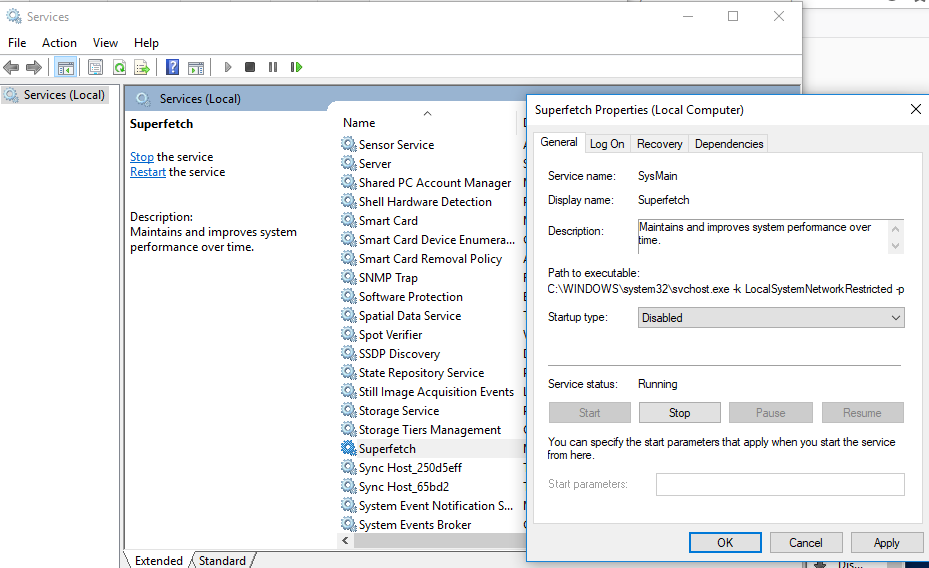 Services
File Action View Help
Services (Local)
Services (Local)
Superfetch
Stop the service
Restart the service
Description:
Maintains and improves system
performance over time.
Name
Sensor Service
Server
Shared PC Account Manager
Shell Hardware Detection
Smart Card
Smart Card Device Enumera...
Smart Card Removal Policy
SNMP Trap
Software Protection
Spatial Data Service
Spot Verifier
SSDP Discovery
State Repository Service
Still Image Acquisition Events
Storage Service
Storage Tiers Management
Superfetch
Sync Host_250d5eff
Sync Host_65bd2
System Event Notification S...
System Events Broker
Extended Standard
Superfetch Properties (Local Computer)
General Log On Recovery Dependencies
Service name: SysMain
Display name: Superfetch
Description: Maintains and improves system performance over
time.
Path to executable:
C:\WINDOWS\system32\svchost.exe -k LocalSystemNetworkRestricted -p
Startup type: Disabled
Service status: Running
Start Stop Pause Resume
You can specify the start parameters that apply when you start the service
from here.
Start parameters:
OK Cancel Apply